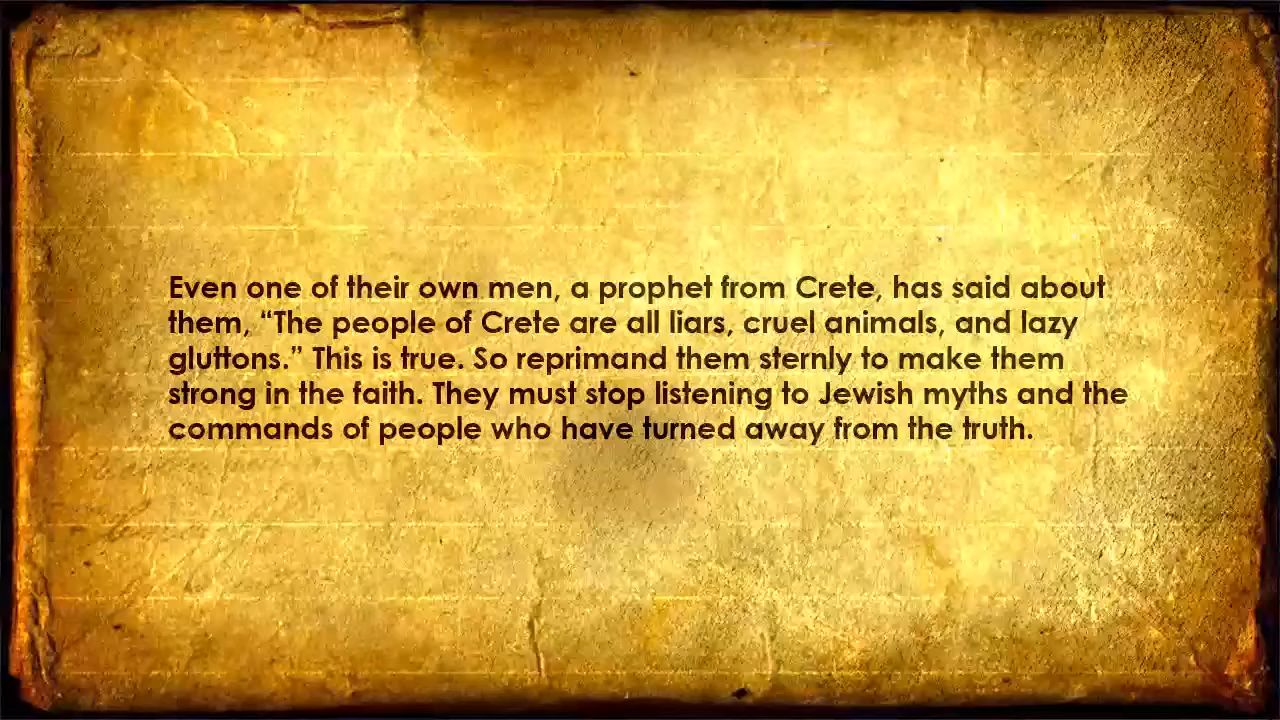 Even one of their own men, a prophet from Crete, has said about
them, “The people of Crete are all liars, cruel animals, and lazy
gluttons.” This is true. So reprimand them sternly to make them
strong in the faith. They must stop listening to Jewish myths and the
commands of people who have turned away from the truth.